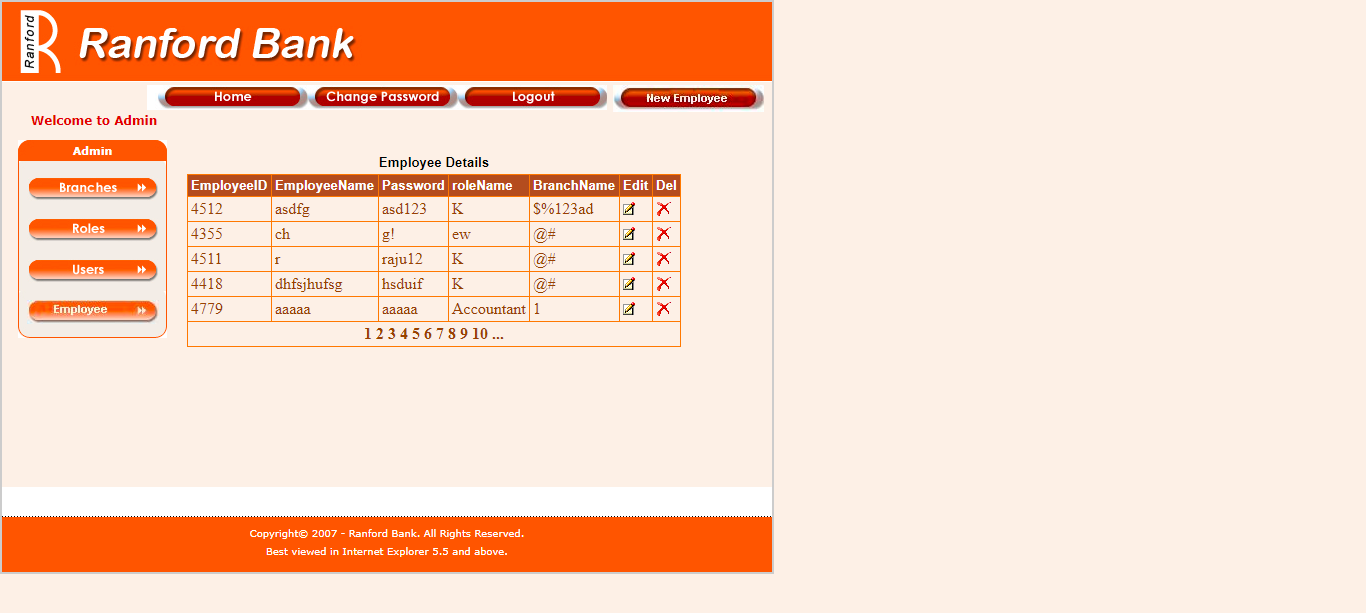 Ranford
Ranford Bank
Home Change Password Logout New Employee
Welcome to Admin
Admin
Branches
Roles
Users
Employee
Employee Details
EmployeeID EmployeeName Password roleName BranchName Edit Del
4512 asdfg asd123 K $%123ad
4355 ch g! ew @#
4511 r raju12 K @#
4418 dhfsjhufsg hsduif K @#
4779 aaaaa aaaaa Accountant 1
1 2 3 4 5 6 7 8 9 10 ...
Copyright© 2007 - Ranford Bank. All Rights Reserved.
Best viewed in Internet Explorer 5.5 and above.